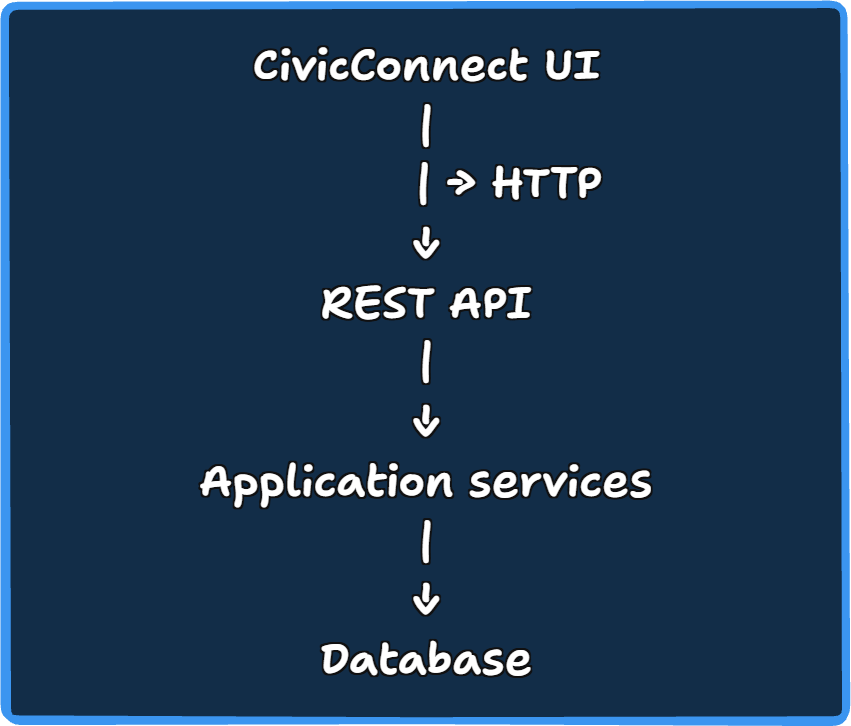 CivicConnect UI
|
| → HTTP
↓
REST API
|
↓
Application services
|
↓
Database